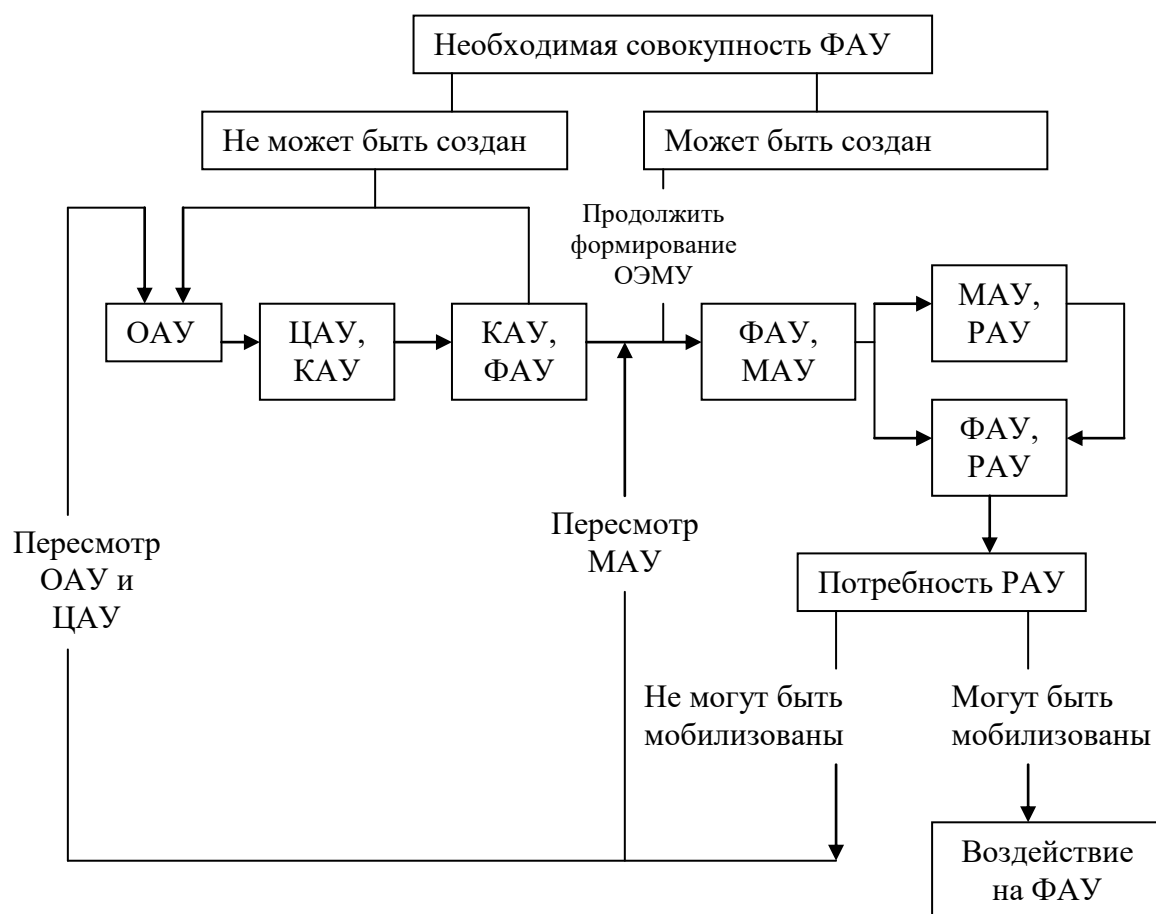 Необходимая совокупность ФАУ
Не может быть создан
Может быть создан
Продолжить
формирование
ОЭМУ
ОАУ
ЦАУ,
КАУ
КАУ,
ФАУ
ФАУ,
МАУ
МАУ,
РАУ
ФАУ,
РАУ
Пересмотр
ОАУ и
ЦАУ
Пересмотр
МАУ
Потребность РАУ
Не могут быть
мобилизованы
Могут быть
мобилизованы
Воздействие
на ФАУ